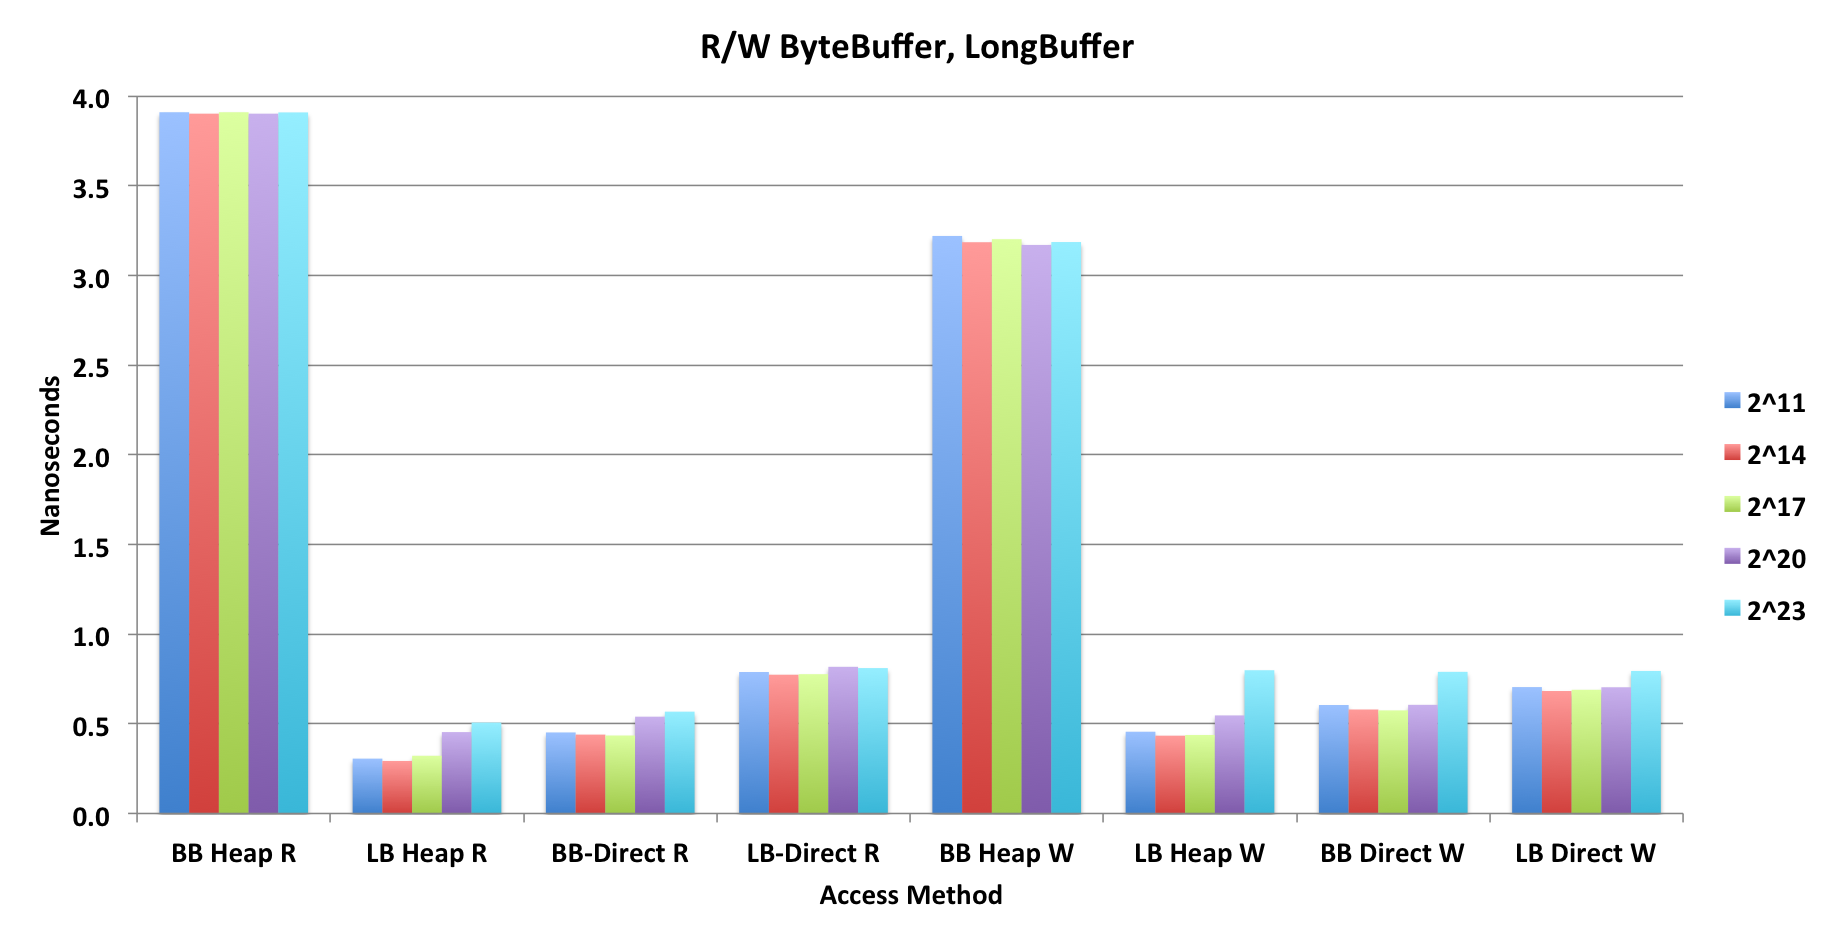 R/W ByteBuffer, LongBuffer
4.0
3.5
3.0
2.5
2.0
1.5
1.0
0.5
0.0
Nanoseconds
BB Heap R
LB Heap R
BB-Direct R
LB-Direct R
BB Heap W
LB Heap W
BB Direct W
LB Direct W
Access Method
2^11
2^14
2^17
2^20
2^23